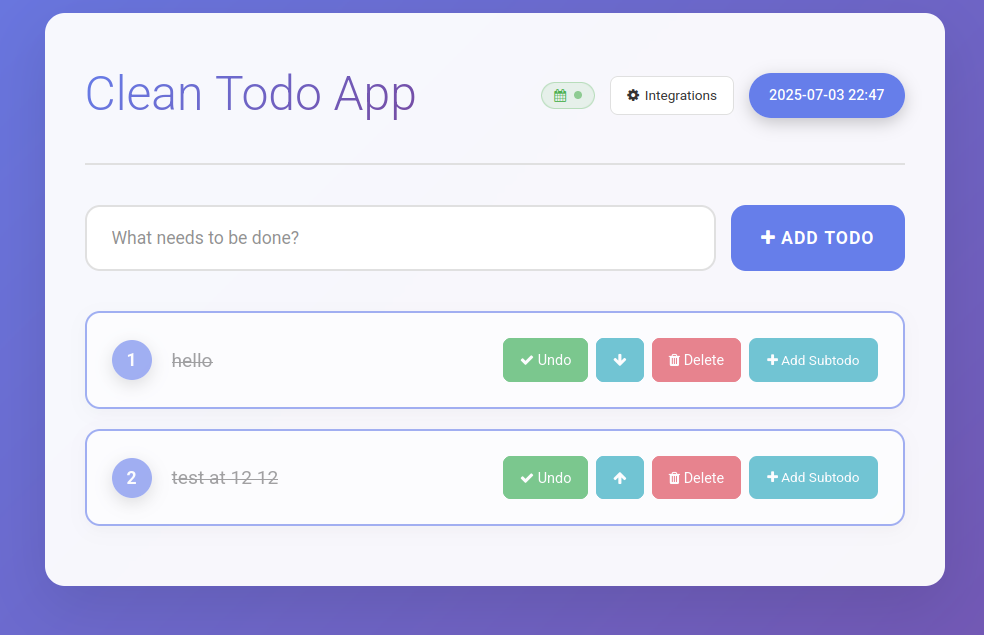 Clean Todo App
Integrations
2025-07-03 22:47
What needs to be done?
ADD TODO
1 hello Undo Delete Add Subtodo
2 test at 12 12 Undo Delete Add Subtodo